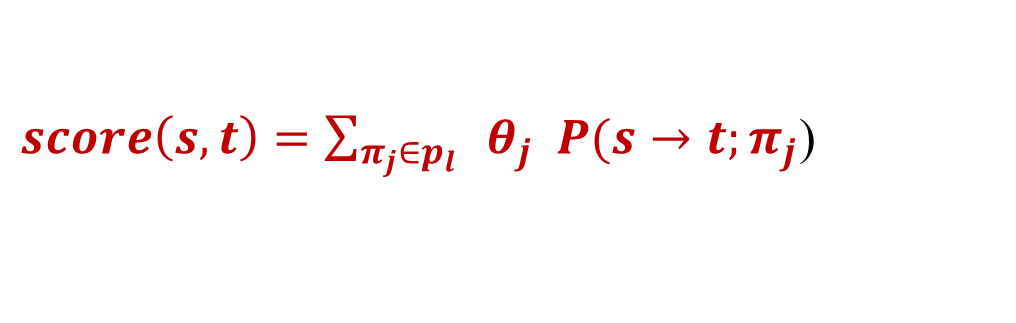 score(s, t) = ∑_{π_j∈p_l} θ_j P(s → t; π_j)